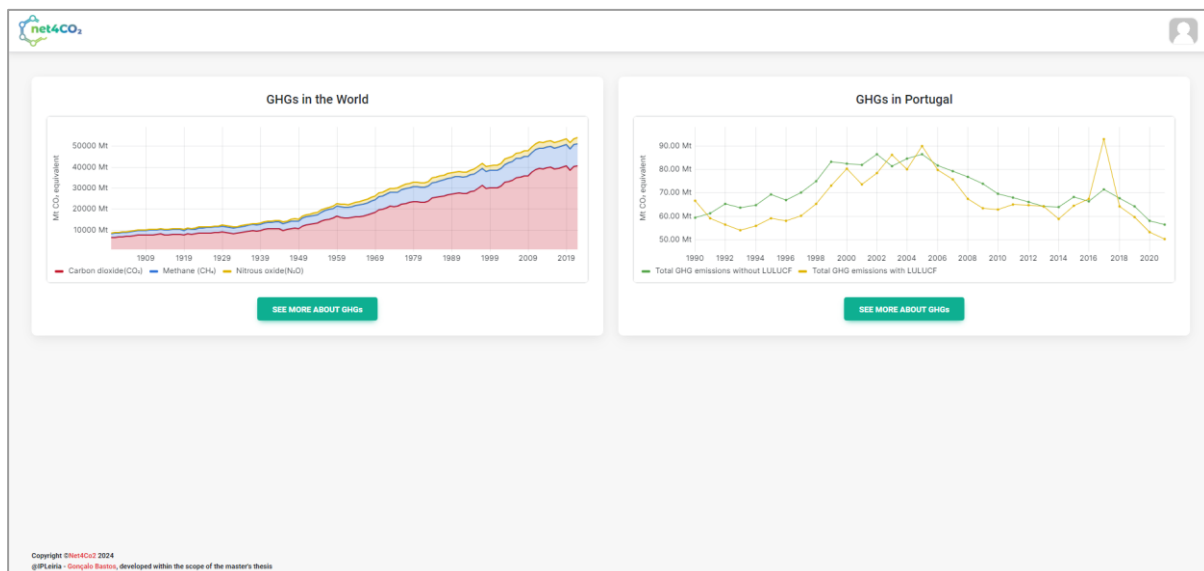 net4CO₂
GHGs in the World
Mt CO₂ equivalent
50000 Mt
40000 Mt
30000 Mt
20000 Mt
10000 Mt
1909 1919 1929 1939 1949 1959 1969 1979 1989 1999 2009 2019
Carbon dioxide(CO₂) Methane (CH₄) Nitrous oxide(N₂O)
SEE MORE ABOUT GHGs
GHGs in Portugal
Mt CO₂ equivalent
90.00 Mt
80.00 Mt
70.00 Mt
60.00 Mt
50.00 Mt
1990 1992 1994 1996 1998 2000 2002 2004 2006 2008 2010 2012 2014 2016 2018 2020
Total GHG emissions without LULUCF Total GHG emissions with LULUCF
SEE MORE ABOUT GHGs
Copyright ©Net4Co2 2024
@IPLeiria - Gonçalo Bastos, developed within the scope of the master's thesis